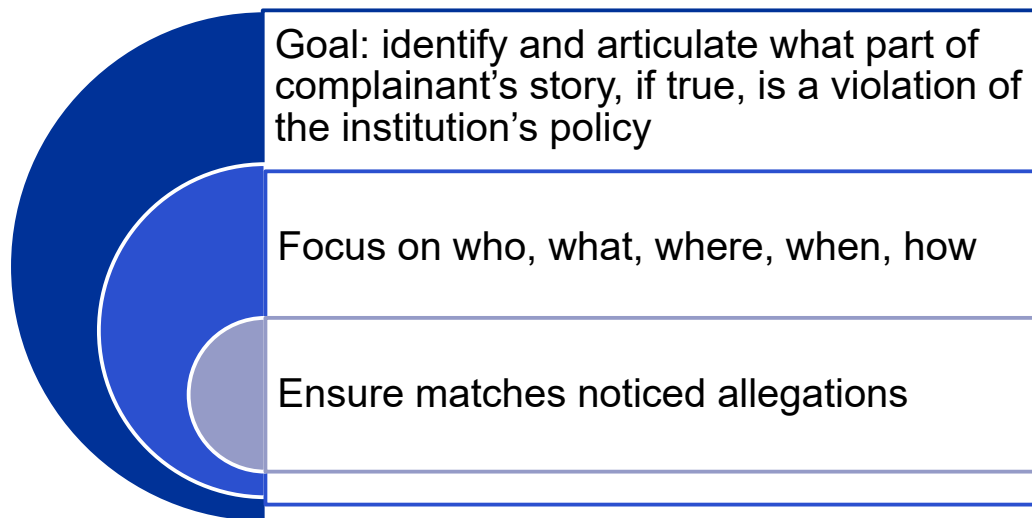 Goal: identify and articulate what part of
complainant’s story, if true, is a violation of
the institution’s policy
Focus on who, what, where, when, how
Ensure matches noticed allegations